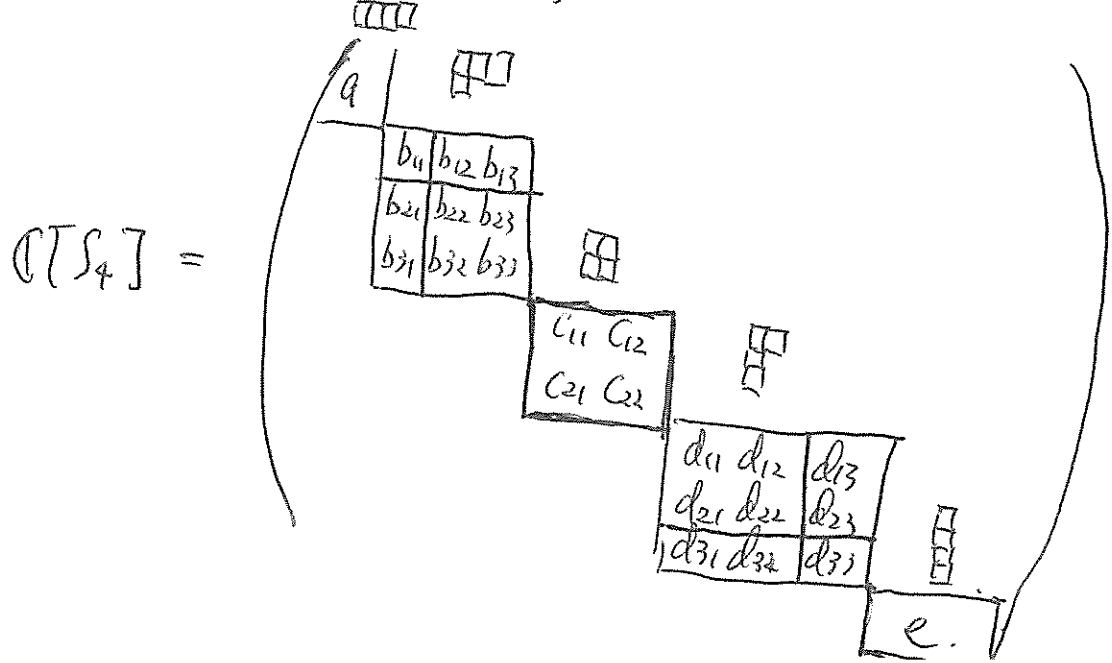 a
b11 b12 b13
b21 b22 b23
b31 b32 b33
ℂ[S4] =
c11 c12
c21 c22
d11 d12 d13
d21 d22 d23
d31 d32 d33
e.